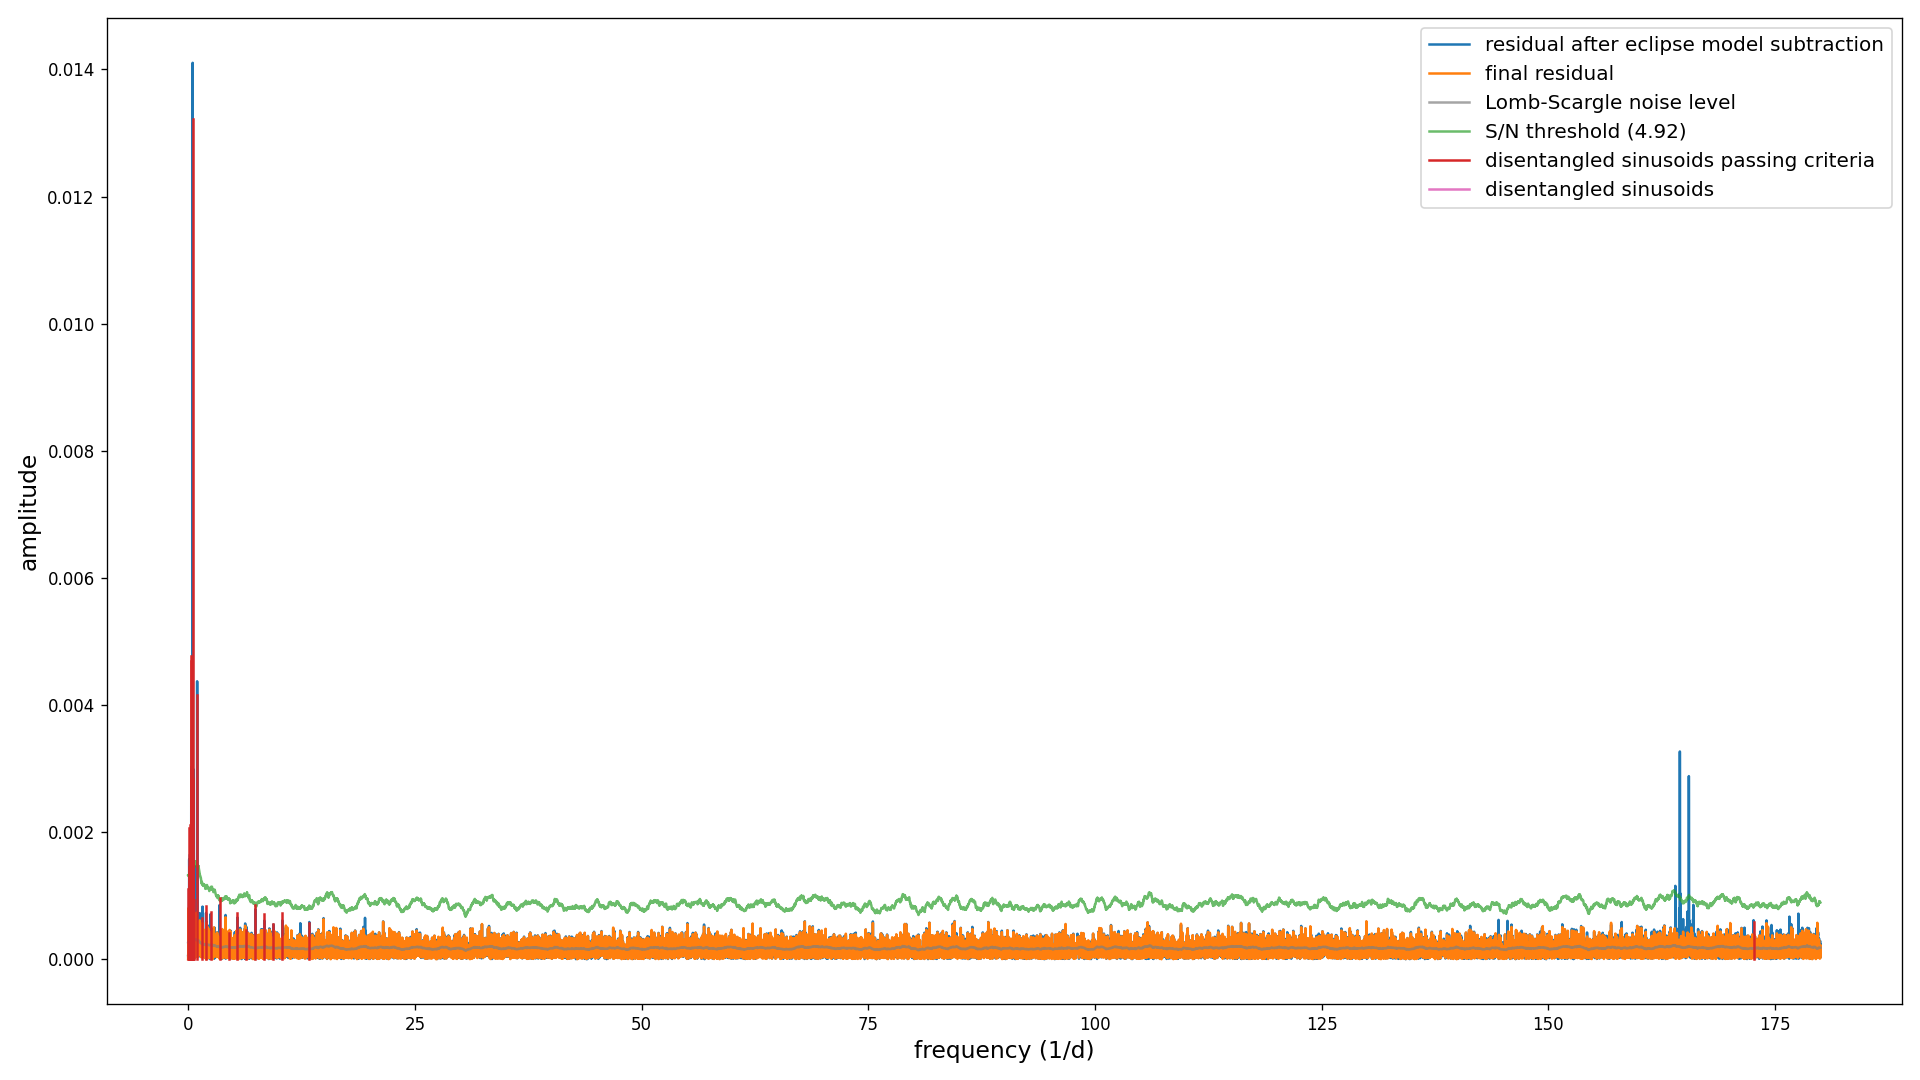 residual after eclipse model subtraction
final residual
Lomb-Scargle noise level
S/N threshold (4.92)
disentangled sinusoids passing criteria
disentangled sinusoids
amplitude
0.014
0.012
0.010
0.008
0.006
0.004
0.002
0.000
0 25 50 75 100 125 150 175
frequency (1/d)